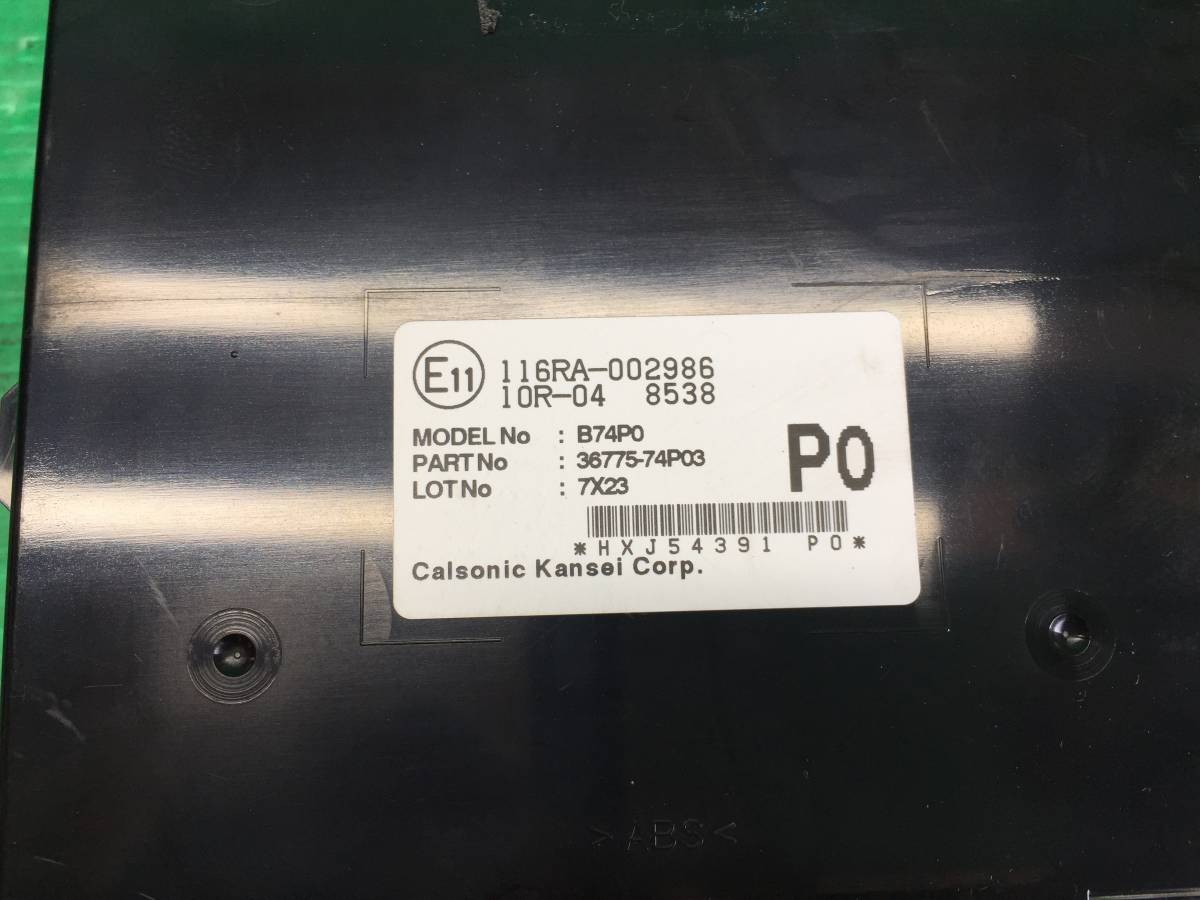 E11 116RA-002986
10R-04 8538
MODEL No : B74P0
PART No : 36775-74P03
LOT No : 7X23
P0
*HXJ54391 P0*
Calsonic Kansei Corp.
>ABS<